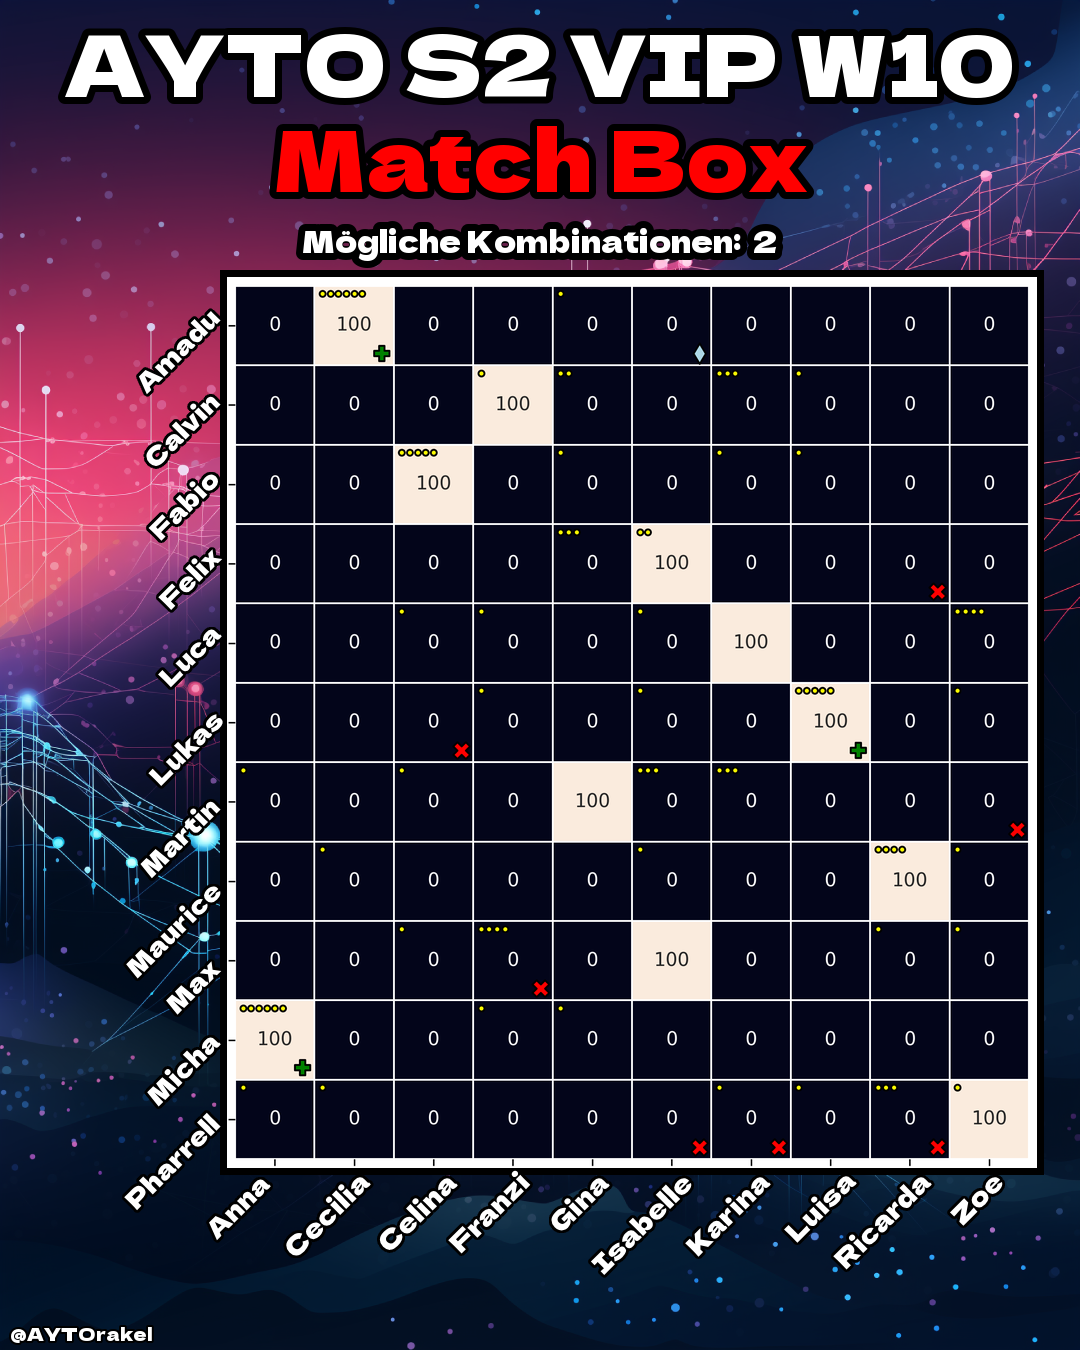 AYTO S2 VIP W10
Match Box
Mögliche Kombinationen: 2
Amadu 0 100 0 0 0 0 0 0 0 0
Calvin 0 0 0 100 0 0 0 0 0 0
Fabio 0 0 100 0 0 0 0 0 0 0
Felix 0 0 0 0 0 100 0 0 0 0
Luca 0 0 0 0 0 0 100 0 0 0
Lukas 0 0 0 0 0 0 0 100 0 0
Martin 0 0 0 0 100 0 0 0 0 0
Maurice 0 0 0 0 0 0 0 0 100 0
Max 0 0 0 0 0 100 0 0 0 0
Micha 100 0 0 0 0 0 0 0 0 0
Pharrell 0 0 0 0 0 0 0 0 0 100
Anna Cecilia Celina Franzi Gina Isabelle Karina Luisa Ricarda Zoe
@AYTOrakel